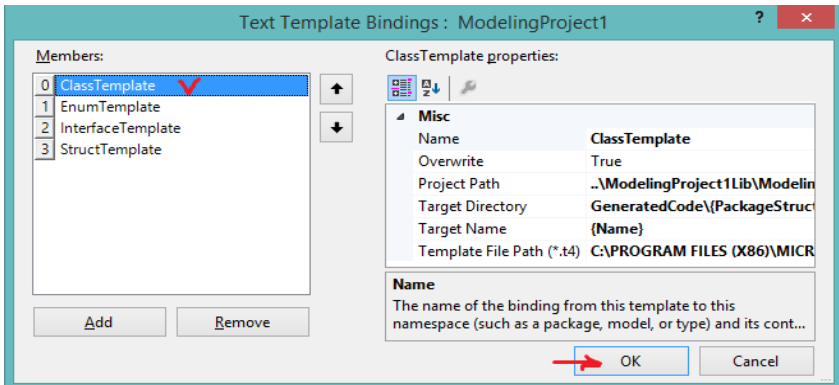 Text Template Bindings : ModelingProject1
? ×
Members:
0 ClassTemplate
1 EnumTemplate
2 InterfaceTemplate
3 StructTemplate
Add
Remove
ClassTemplate properties:
Misc
Name ClassTemplate
Overwrite True
Project Path ..\ModelingProject1Lib\Modelin
Target Directory GeneratedCode\{PackageStruct
Target Name {Name}
Template File Path (*.t4) C:\PROGRAM FILES (X86)\MICR
Name
The name of the binding from this template to this
namespace (such as a package, model, or type) and its cont...
OK
Cancel